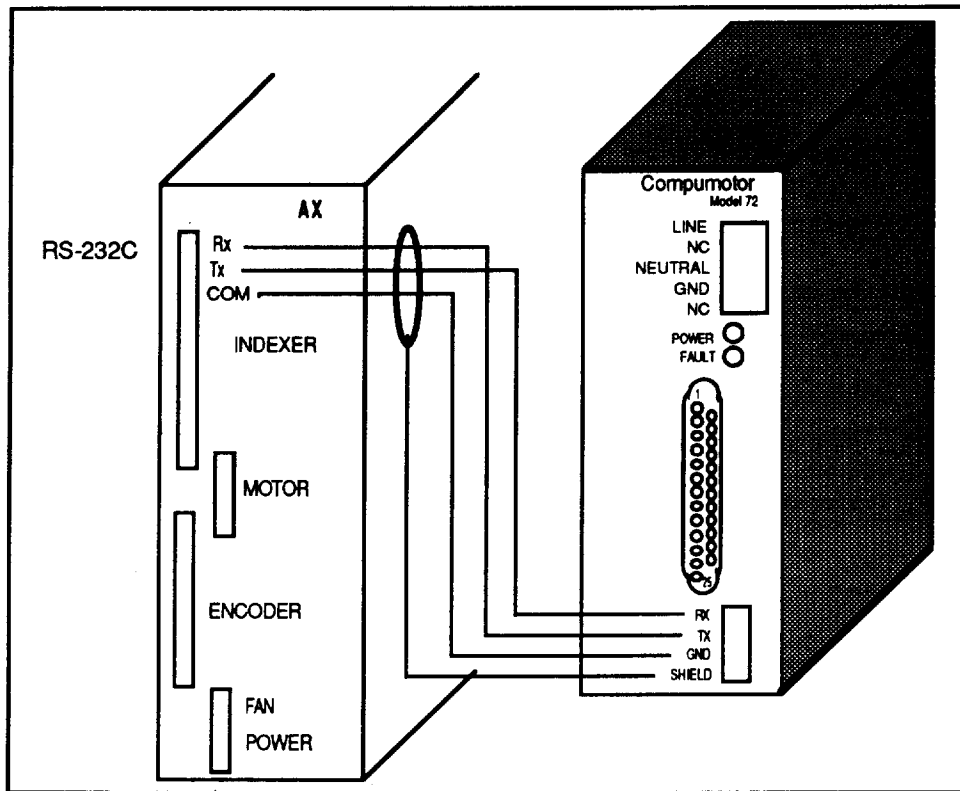 AX
RS-232C
Rx
Tx
COM
INDEXER
MOTOR
ENCODER
FAN
POWER
Compumotor
Model 72
LINE
NC
NEUTRAL
GND
NC
POWER
FAULT
1
25
RX
TX
GND
SHIELD